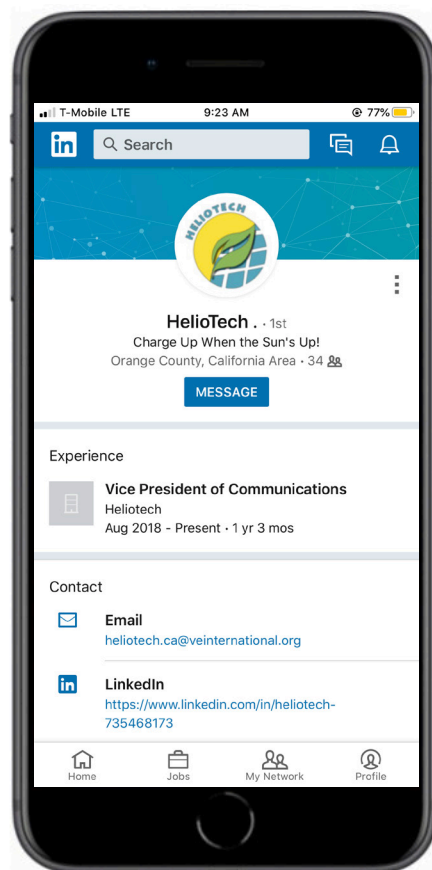 T-Mobile LTE 9:23 AM 77%
in Search
HELIOTECH
HelioTech . · 1st
Charge Up When the Sun's Up!
Orange County, California Area · 34
MESSAGE
Experience
Vice President of Communications
Heliotech
Aug 2018 - Present · 1 yr 3 mos
Contact
Email
heliotech.ca@veinternational.org
in LinkedIn
https://www.linkedin.com/in/heliotech-
735468173
Home Jobs My Network Profile